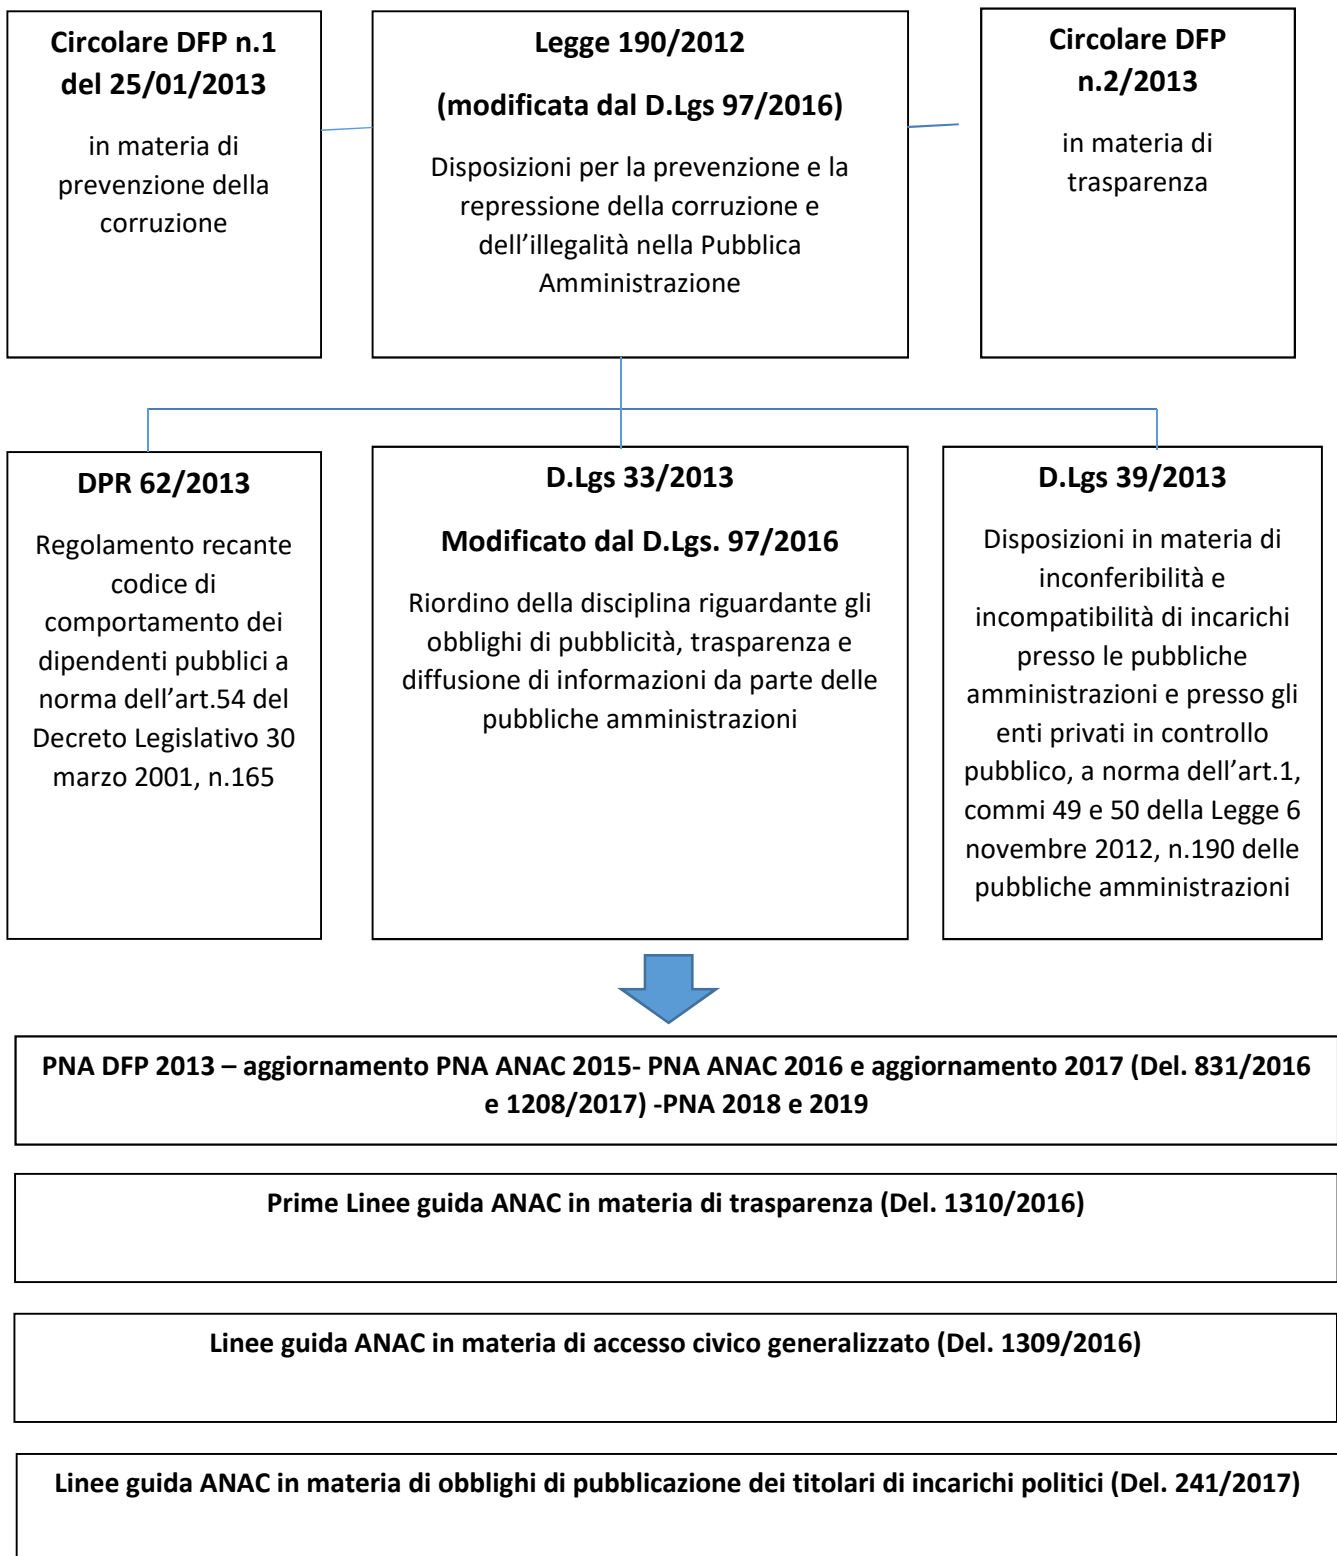 Circolare DFP n.1
del 25/01/2013
in materia di
prevenzione della
corruzione
Legge 190/2012
(modificata dal D.Lgs 97/2016)
Disposizioni per la prevenzione e la
repressione della corruzione e
dell’illegalità nella Pubblica
Amministrazione
Circolare DFP
n.2/2013
in materia di
trasparenza
DPR 62/2013
Regolamento recante
codice di
comportamento dei
dipendenti pubblici a
norma dell’art.54 del
Decreto Legislativo 30
marzo 2001, n.165
D.Lgs 33/2013
Modificato dal D.Lgs. 97/2016
Riordino della disciplina riguardante gli
obblighi di pubblicità, trasparenza e
diffusione di informazioni da parte delle
pubbliche amministrazioni
D.Lgs 39/2013
Disposizioni in materia di
inconferibilità e
incompatibilità di incarichi
presso le pubbliche
amministrazioni e presso gli
enti privati in controllo
pubblico, a norma dell’art.1,
commi 49 e 50 della Legge 6
novembre 2012, n.190 delle
pubbliche amministrazioni
PNA DFP 2013 – aggiornamento PNA ANAC 2015- PNA ANAC 2016 e aggiornamento 2017 (Del. 831/2016
e 1208/2017) -PNA 2018 e 2019
Prime Linee guida ANAC in materia di trasparenza (Del. 1310/2016)
Linee guida ANAC in materia di accesso civico generalizzato (Del. 1309/2016)
Linee guida ANAC in materia di obblighi di pubblicazione dei titolari di incarichi politici (Del. 241/2017)